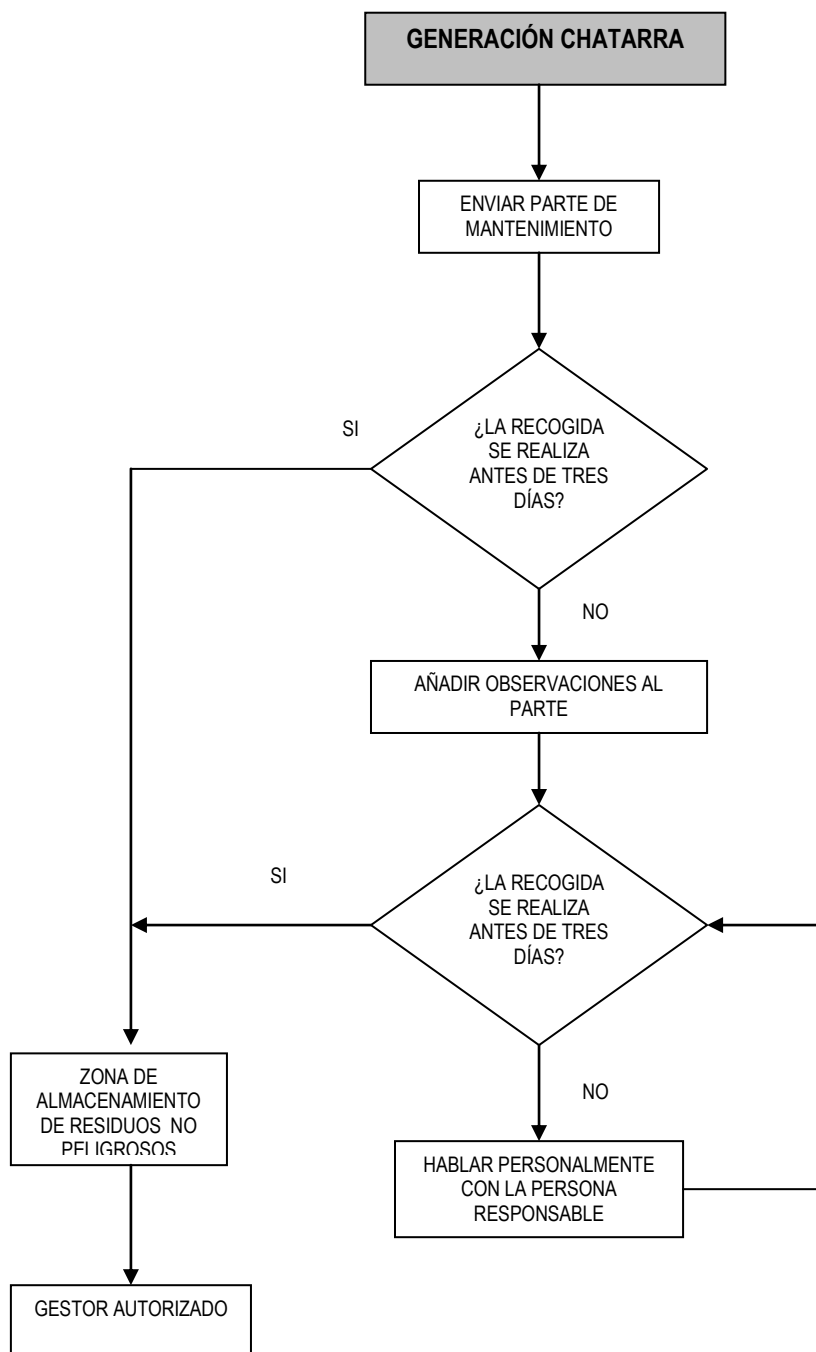 GENERACIÓN CHATARRA
ENVIAR PARTE DE
MANTENIMIENTO
SI
¿LA RECOGIDA
SE REALIZA
ANTES DE TRES
DÍAS?
NO
AÑADIR OBSERVACIONES AL
PARTE
SI
¿LA RECOGIDA
SE REALIZA
ANTES DE TRES
DÍAS?
ZONA DE
ALMACENAMIENTO
DE RESIDUOS NO
PELIGROSOS
NO
HABLAR PERSONALMENTE
CON LA PERSONA
RESPONSABLE
GESTOR AUTORIZADO